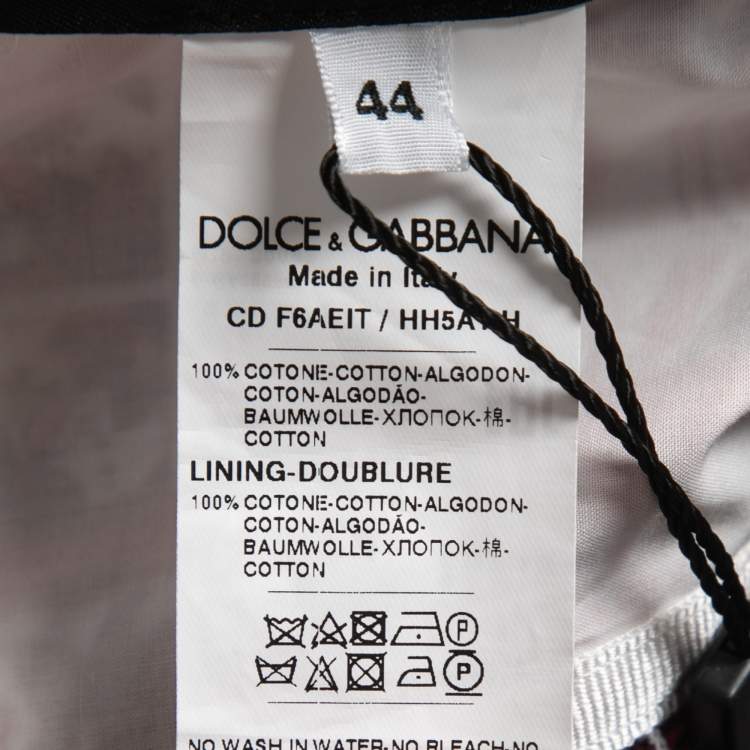 44
DOLCE & GABBANA
Made in Italy
CD F6AEIT /
100% COTONE-COTTON-ALGODON-
COTON-ALGODÃO-
BAUMWOLLE-ХЛОПОК-棉-
COTTON
LINING-DOUBLURE
100% COTONE-COTTON-ALGODON-
COTON-ALGODÃO-
BAUMWOLLE-ХЛОПОК-棉-
COTTON
P
P
NO WASH IN WATER-NO BLEACH-NO